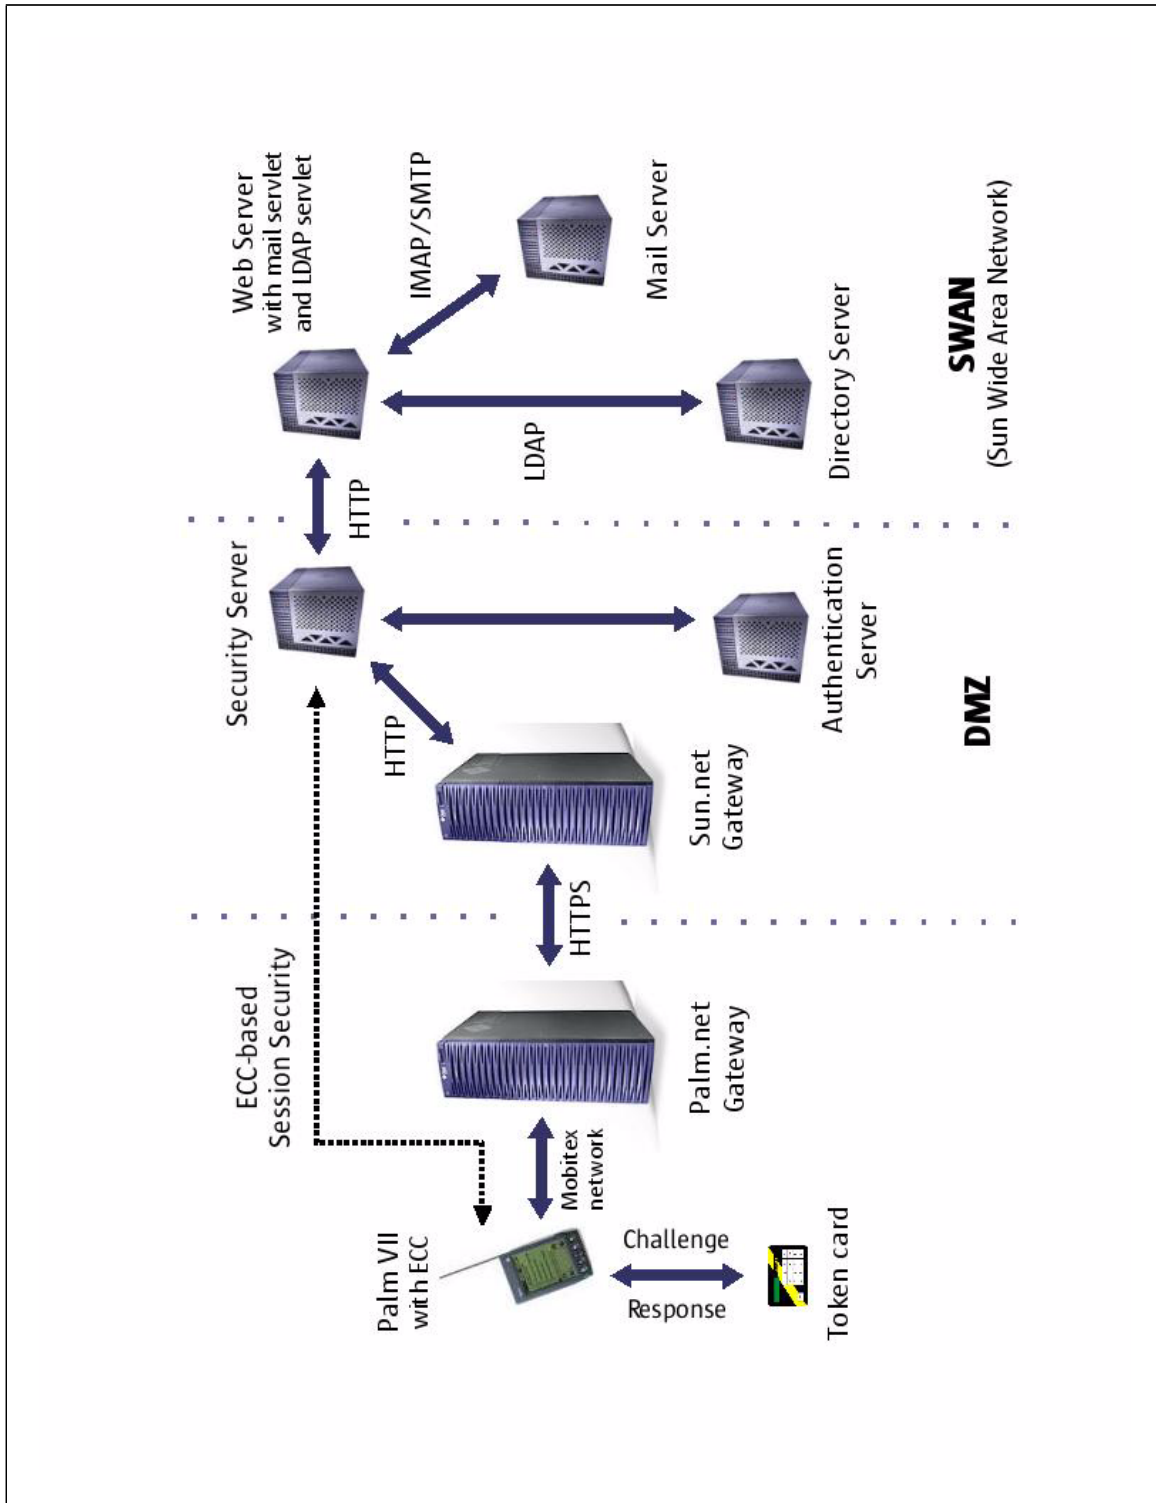 Palm VII
with ECC
ECC-based
Session Security
Security Server
Web Server
with mail servlet
and LDAP servlet
HTTP
HTTP
IMAP/SMTP
Mobitex
network
HTTPS
LDAP
Mail Server
Challenge
Response
Palm.net
Gateway
Sun.net
Gateway
Token card
Authentication
Server
Directory Server
DMZ
SWAN
(Sun Wide Area Network)